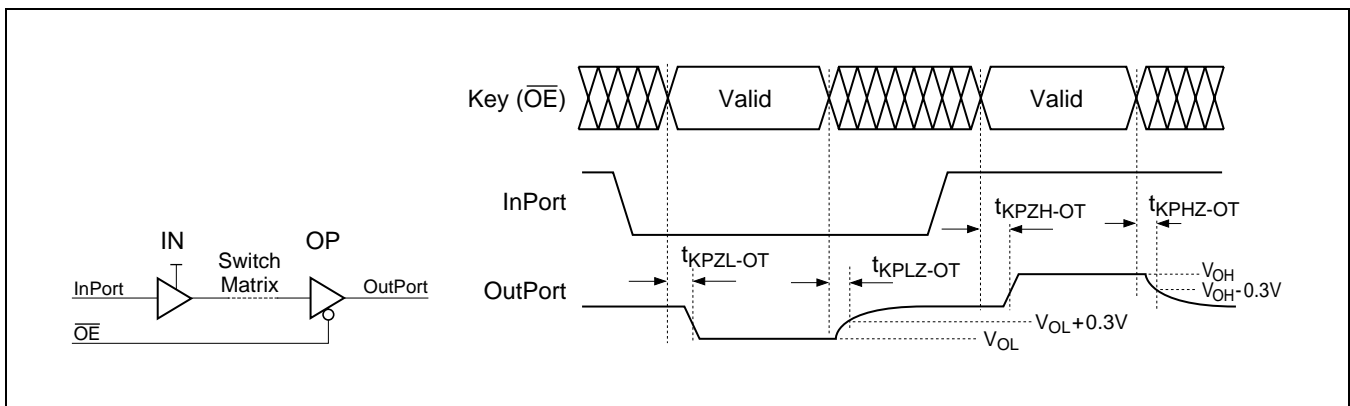 IN
OP
InPort
Switch
Matrix
OutPort
OE
Key (OE)
Valid
Valid
InPort
tKPZH-OT
tKPHZ-OT
tKPZL-OT
tKPLZ-OT
OutPort
VOH
VOH-0.3V
VOL+0.3V
VOL